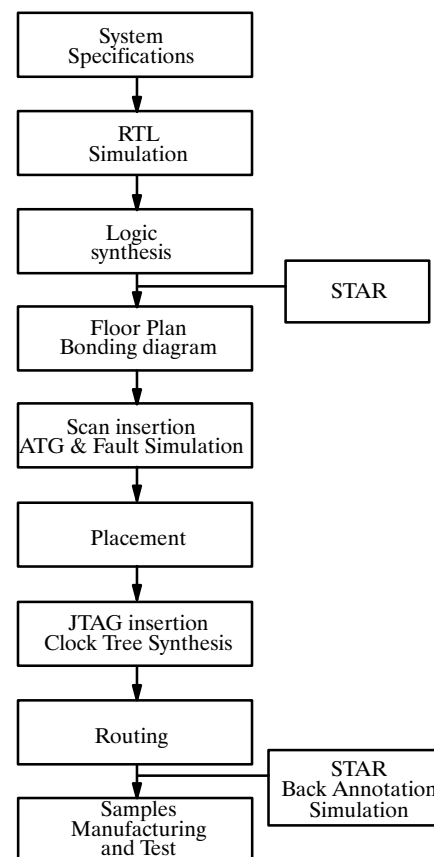 System
Specifications
RTL
Simulation
Logic
synthesis
STAR
Floor Plan
Bonding diagram
Scan insertion
ATG & Fault Simulation
Placement
JTAG insertion
Clock Tree Synthesis
Routing
STAR
Back Annotation
Simulation
Samples
Manufacturing
and Test